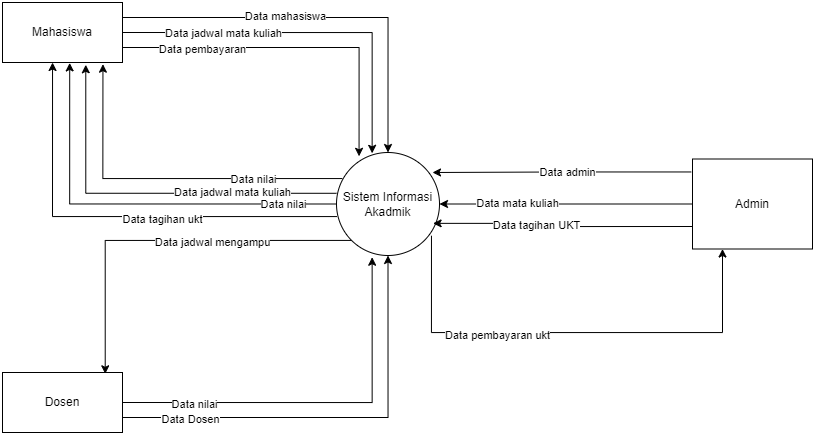 Mahasiswa
Data mahasiswa
Data jadwal mata kuliah
Data pembayaran
Data nilai
Data jadwal mata kuliah
Data nilai
Data tagihan ukt
Data jadwal mengampu
Sistem Informasi
Akadmik
Data admin
Data mata kuliah
Data tagihan UKT
Admin
Data pembayaran ukt
Dosen
Data nilai
Data Dosen